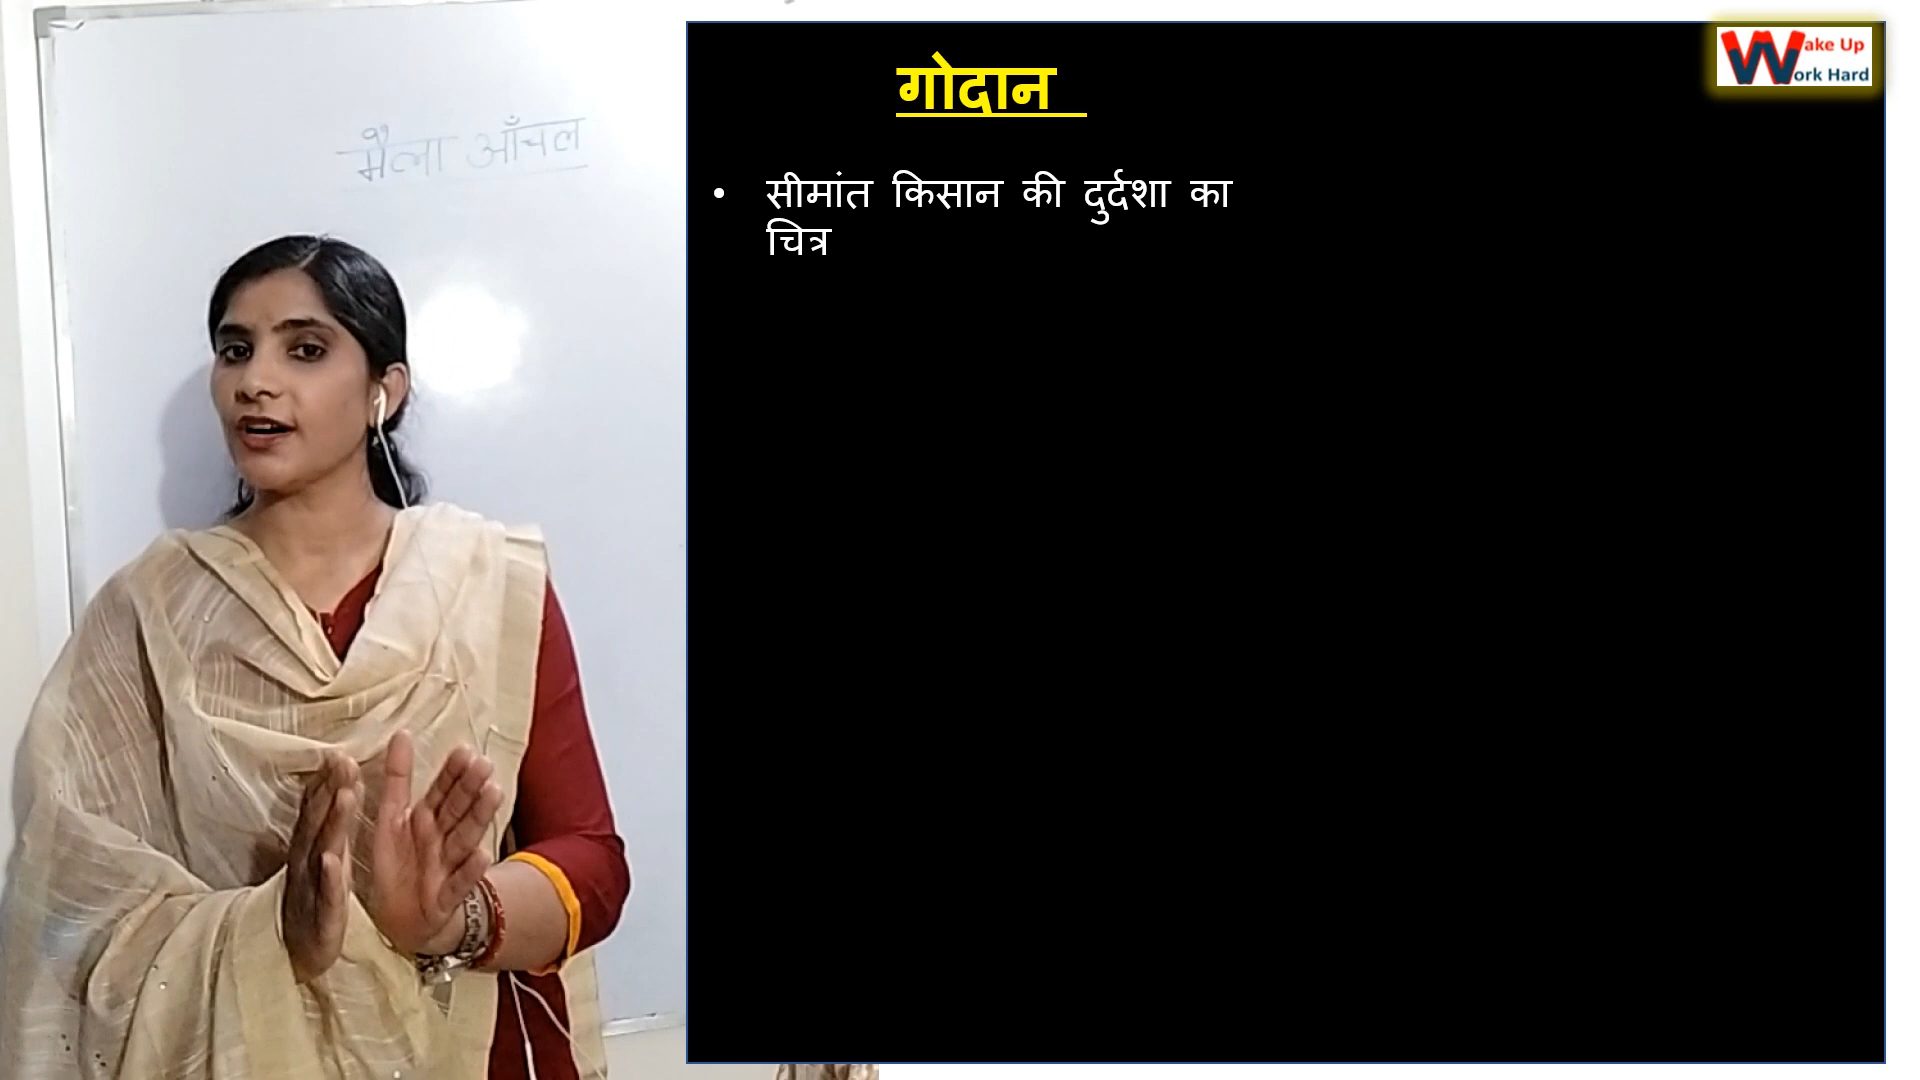 मैला आँचल
गोदान
• सीमांत किसान की दुर्दशा का
चित्र
Wake Up
Work Hard